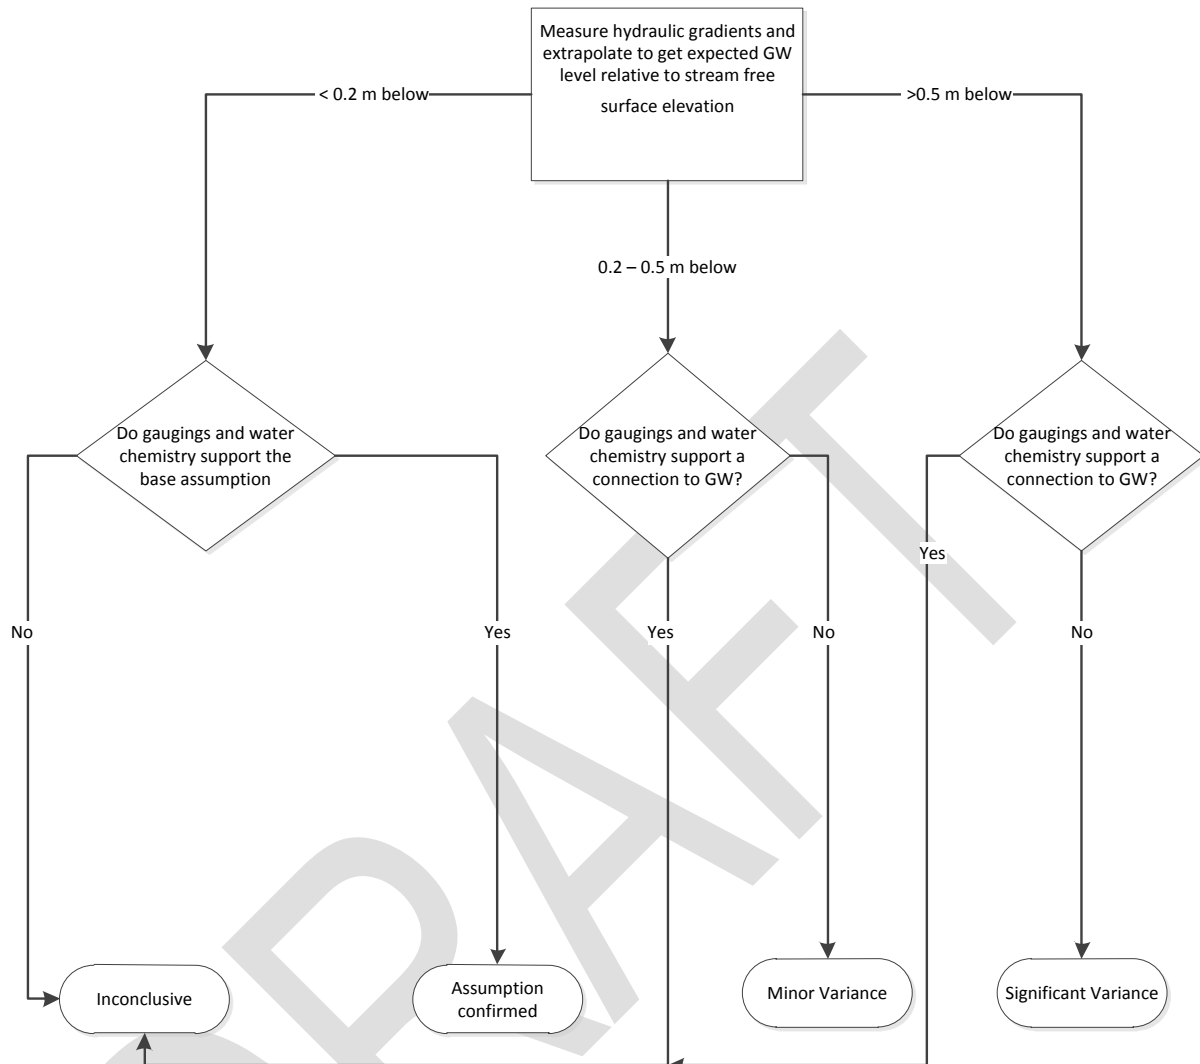 Measure hydraulic gradients and
extrapolate to get expected GW
level relative to stream free
surface elevation
< 0.2 m below
>0.5 m below
0.2 – 0.5 m below
Do gaugings and water
chemistry support the
base assumption
Do gaugings and water
chemistry support a
connection to GW?
Do gaugings and water
chemistry support a
connection to GW?
Yes
No
Yes
Yes
No
No
Inconclusive
Assumption
confirmed
Minor Variance
Significant Variance
DRAFT